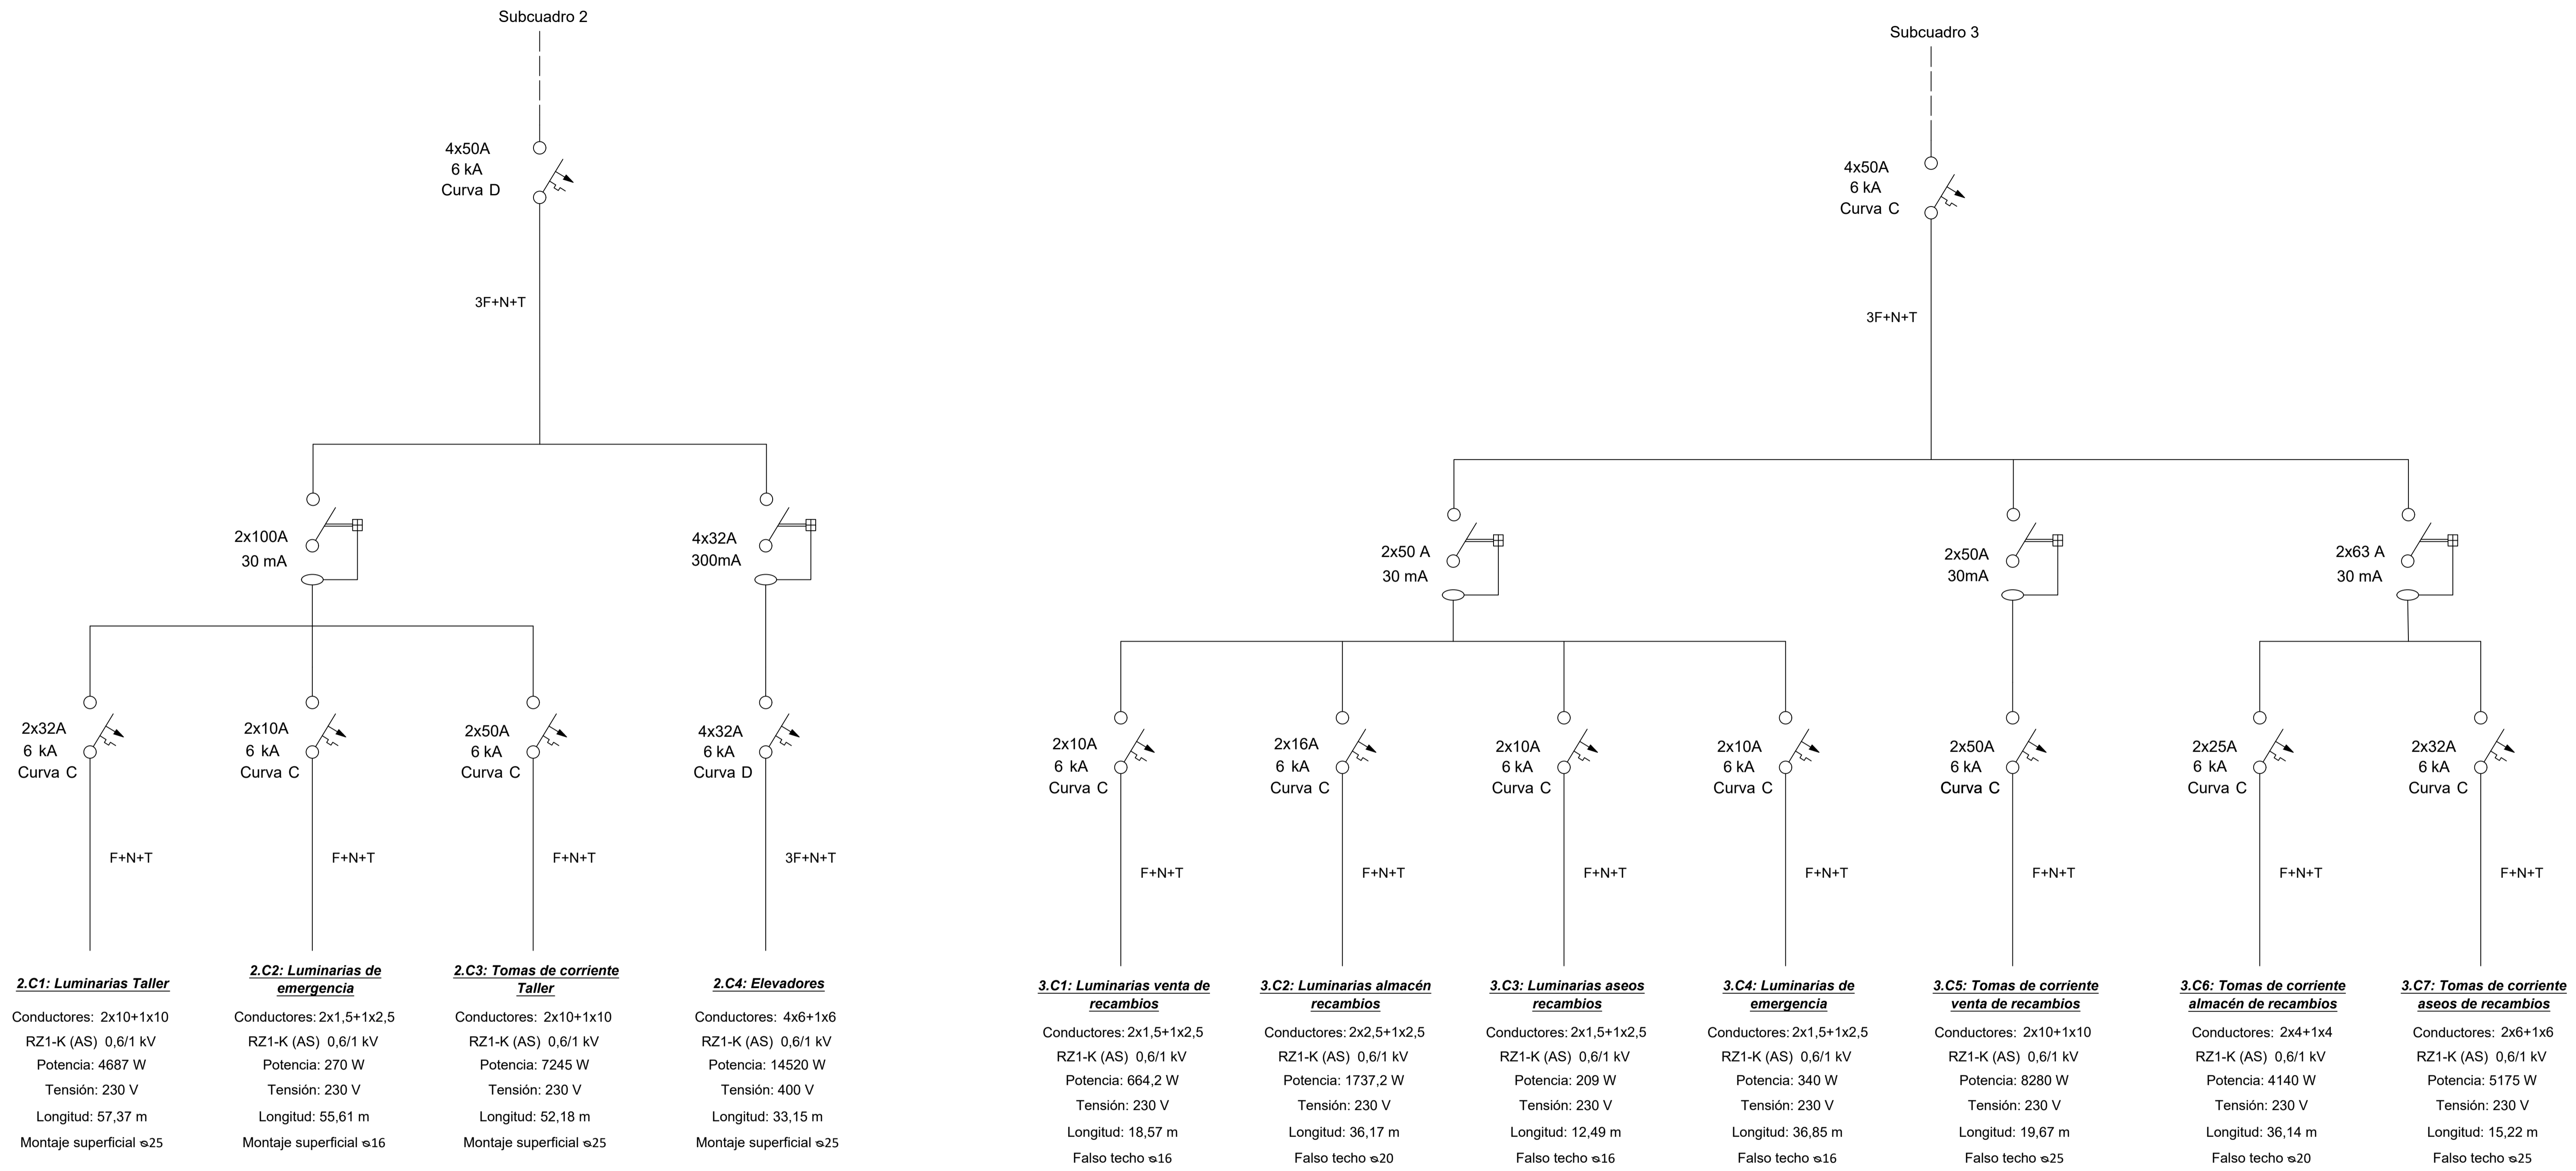 Subcuadro 2
4x50A
6 kA
Curva D
3F+N+T
2x100A
30 mA
4x32A
300mA
2x32A
6 kA
Curva C
2x10A
6 kA
Curva C
2x50A
6 kA
Curva C
4x32A
6 kA
Curva D
F+N+T
F+N+T
F+N+T
3F+N+T
2.C1: Luminarias Taller
Conductores: 2x10+1x10
RZ1-K (AS) 0,6/1 kV
Potencia: 4687 W
Tensión: 230 V
Longitud: 57,37 m
Montaje superficial ⦰25
2.C2: Luminarias de
emergencia
Conductores: 2x1,5+1x2,5
RZ1-K (AS) 0,6/1 kV
Potencia: 270 W
Tensión: 230 V
Longitud: 55,61 m
Montaje superficial ⦰16
2.C3: Tomas de corriente
Taller
Conductores: 2x10+1x10
RZ1-K (AS) 0,6/1 kV
Potencia: 7245 W
Tensión: 230 V
Longitud: 52,18 m
Montaje superficial ⦰25
2.C4: Elevadores
Conductores: 4x6+1x6
RZ1-K (AS) 0,6/1 kV
Potencia: 14520 W
Tensión: 400 V
Longitud: 33,15 m
Montaje superficial ⦰25
Subcuadro 3
4x50A
6 kA
Curva C
3F+N+T
2x50 A
30 mA
2x50A
30mA
2x63 A
30 mA
2x10A
6 kA
Curva C
2x16A
6 kA
Curva C
2x10A
6 kA
Curva C
2x10A
6 kA
Curva C
2x50A
6 kA
Curva C
2x25A
6 kA
Curva C
2x32A
6 kA
Curva C
F+N+T
F+N+T
F+N+T
F+N+T
F+N+T
F+N+T
F+N+T
3.C1: Luminarias venta de
recambios
Conductores: 2x1,5+1x2,5
RZ1-K (AS) 0,6/1 kV
Potencia: 664,2 W
Tensión: 230 V
Longitud: 18,57 m
Falso techo ⦰16
3.C2: Luminarias almacén
recambios
Conductores: 2x2,5+1x2,5
RZ1-K (AS) 0,6/1 kV
Potencia: 1737,2 W
Tensión: 230 V
Longitud: 36,17 m
Falso techo ⦰20
3.C3: Luminarias aseos
recambios
Conductores: 2x1,5+1x2,5
RZ1-K (AS) 0,6/1 kV
Potencia: 209 W
Tensión: 230 V
Longitud: 12,49 m
Falso techo ⦰16
3.C4: Luminarias de
emergencia
Conductores: 2x1,5+1x2,5
RZ1-K (AS) 0,6/1 kV
Potencia: 340 W
Tensión: 230 V
Longitud: 36,85 m
Falso techo ⦰16
3.C5: Tomas de corriente
venta de recambios
Conductores: 2x10+1x10
RZ1-K (AS) 0,6/1 kV
Potencia: 8280 W
Tensión: 230 V
Longitud: 19,67 m
Falso techo ⦰25
3.C6: Tomas de corriente
almacén de recambios
Conductores: 2x4+1x4
RZ1-K (AS) 0,6/1 kV
Potencia: 4140 W
Tensión: 230 V
Longitud: 36,14 m
Falso techo ⦰20
3.C7: Tomas de corriente
aseos de recambios
Conductores: 2x6+1x6
RZ1-K (AS) 0,6/1 kV
Potencia: 5175 W
Tensión: 230 V
Longitud: 15,22 m
Falso techo ⦰25